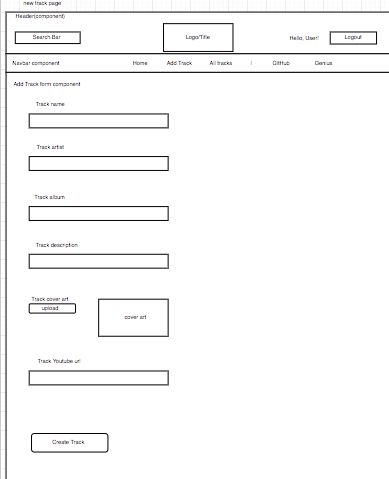 new track page
Header(component)
Search Bar
Logo/Title
Hello, User!
Logout
Navbar component
Home
Add Track
All tracks
/
GitHub
Genius
Add Track form component
Track name
Track artist
Track album
Track description
Track cover art
upload
cover art
Track Youtube url
Create Track